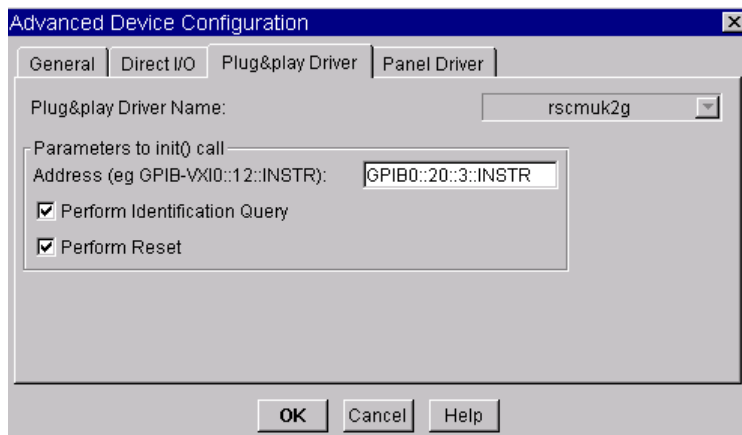 Advanced Device Configuration
General Direct I/O Plug&play Driver Panel Driver
Plug&play Driver Name: rscmuk2g
Parameters to init() call
Address (eg GPIB-VXI0::12::INSTR): GPIB0::20::3::INSTR
Perform Identification Query
Perform Reset
OK Cancel Help